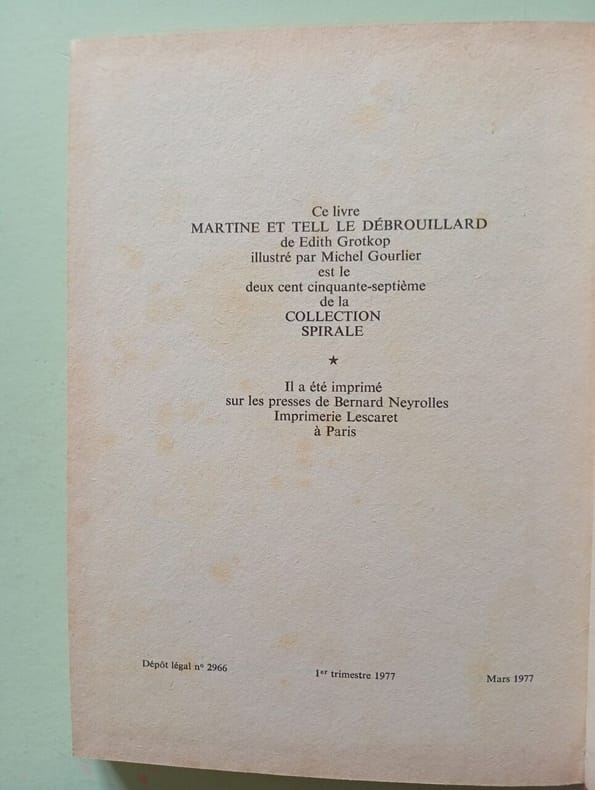 Ce livre
MARTINE ET TELL LE DÉBROUILLARD
de Edith Grotkop
illustré par Michel Gourlier
est le
deux cent cinquante-septième
de la
COLLECTION
SPIRALE
★
Il a été imprimé
sur les presses de Bernard Neyrolles
Imprimerie Lescaret
à Paris
Dépôt légal nº 2966 1er trimestre 1977 Mars 1977